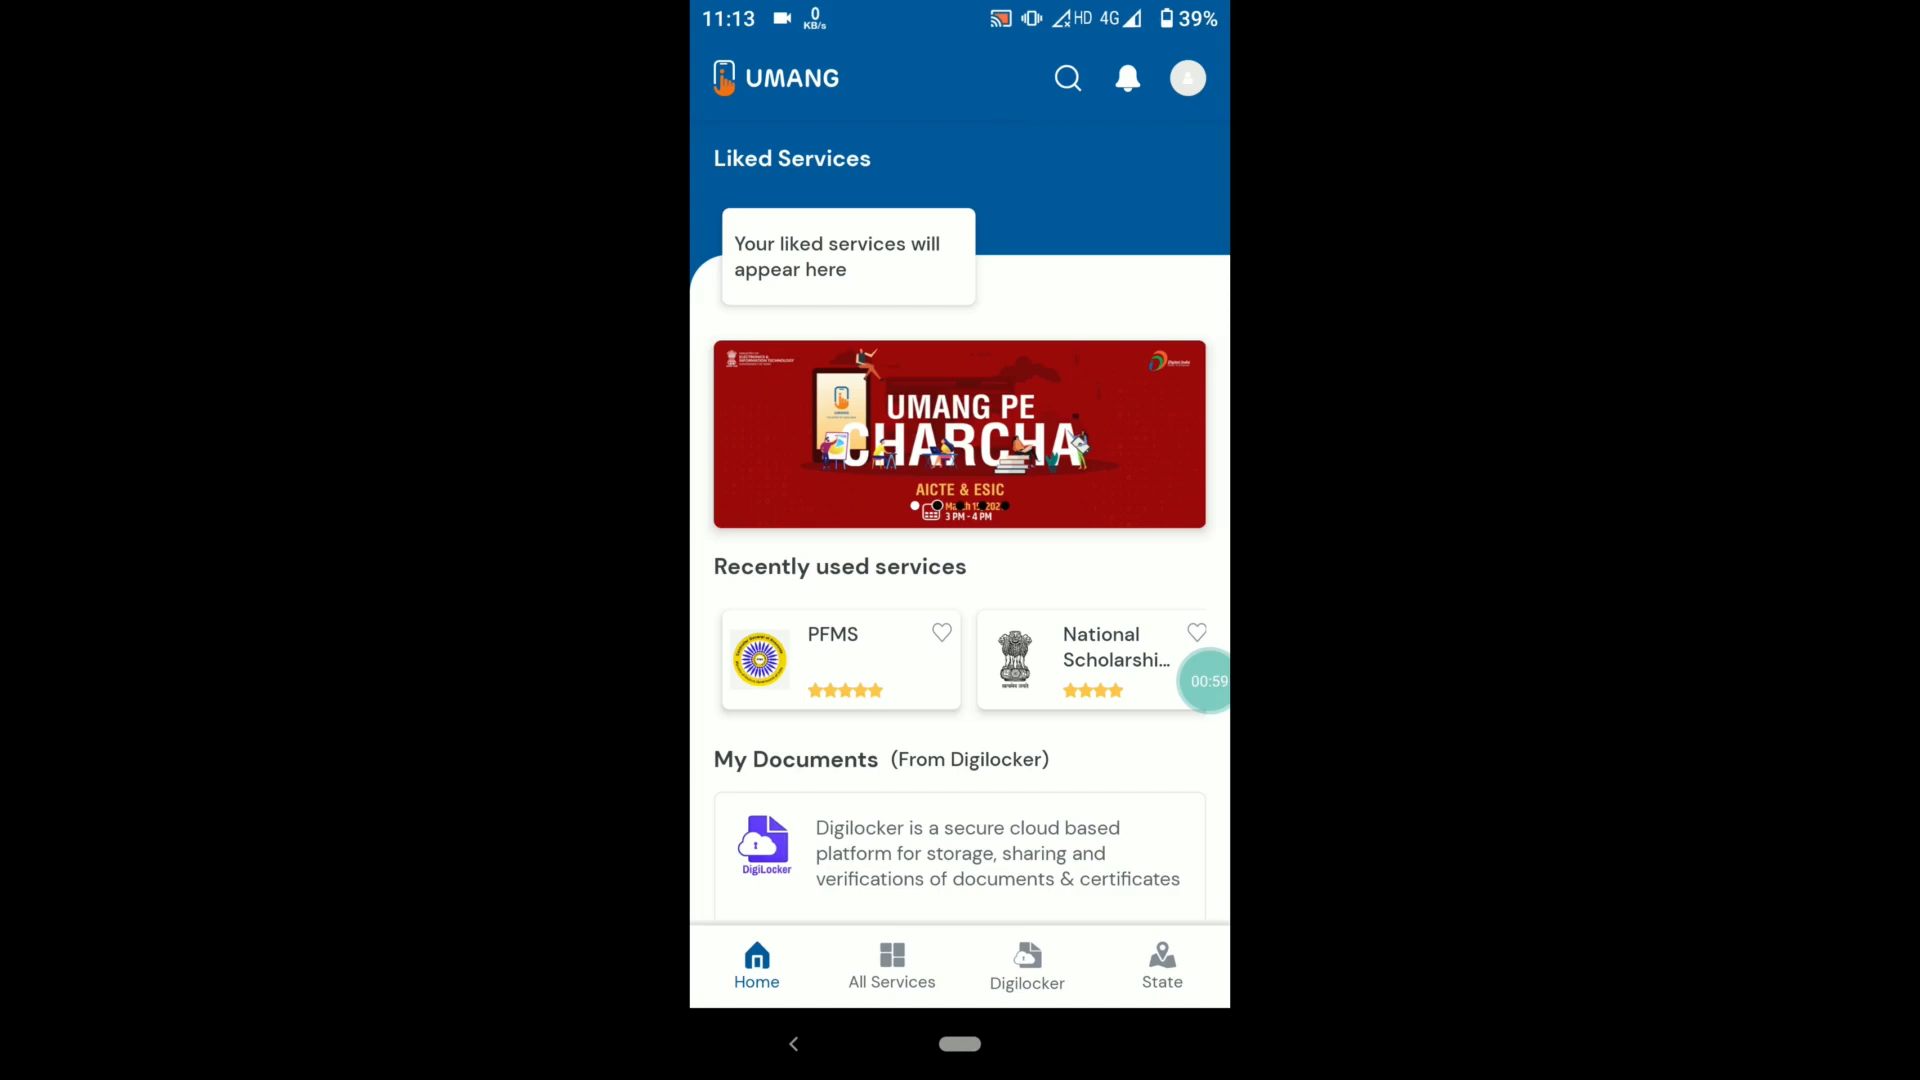 11:13
0
KB/s
HD 4G
39%
UMANG
Liked Services
Your liked services will
appear here
UMANG PE
CHARCHA
AICTE & ESIC
3 PM - 4 PM
Recently used services
PFMS
National
Scholarshi...
00:59
My Documents (From Digilocker)
Digilocker is a secure cloud based
platform for storage, sharing and
verifications of documents & certificates
DigiLocker
Home
All Services
Digilocker
State